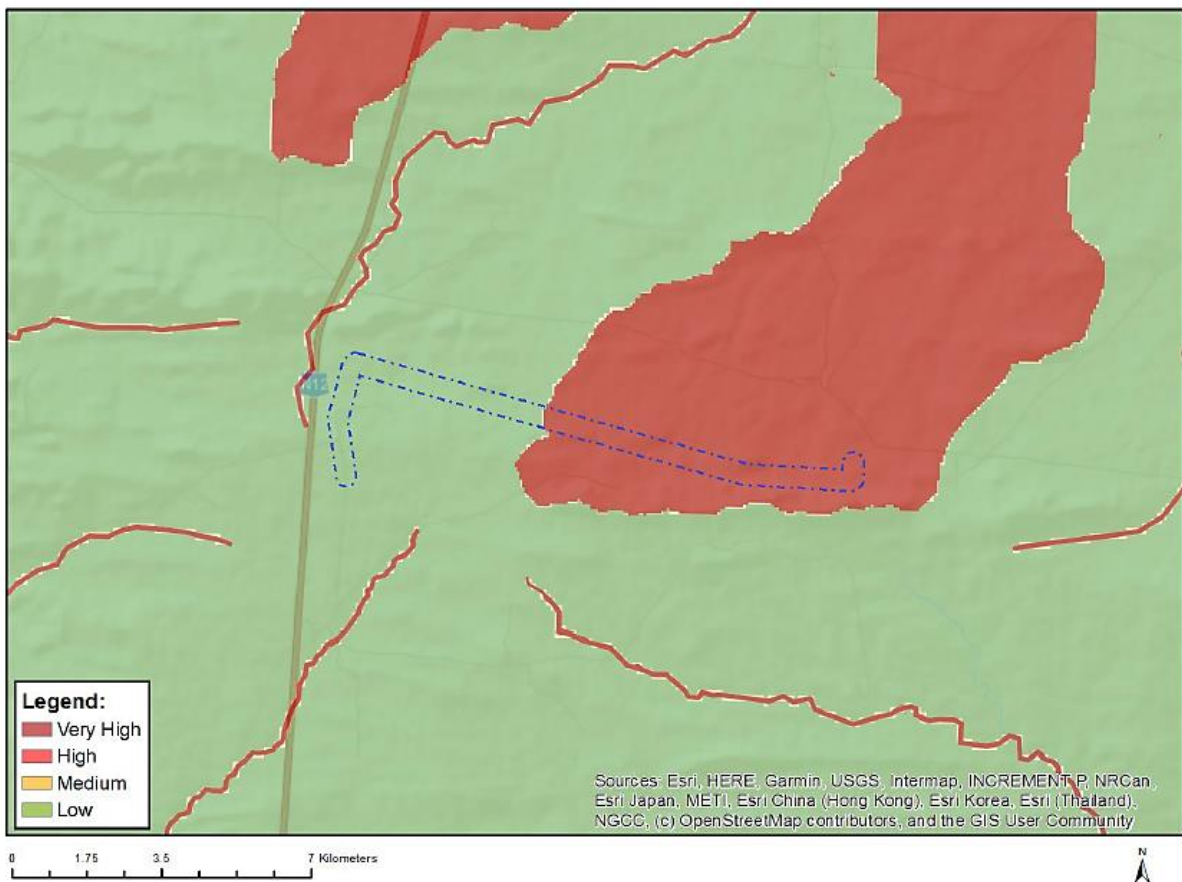 N12
Legend:
Very High
High
Medium
Low
Sources: Esri, HERE, Garmin, USGS, Intermap, INCREMENT P, NRCan,
Esri Japan, METI, Esri China (Hong Kong), Esri Korea, Esri (Thailand),
NGCC, (c) OpenStreetMap contributors, and the GIS User Community
0 1.75 3.5 7 Kilometers
N